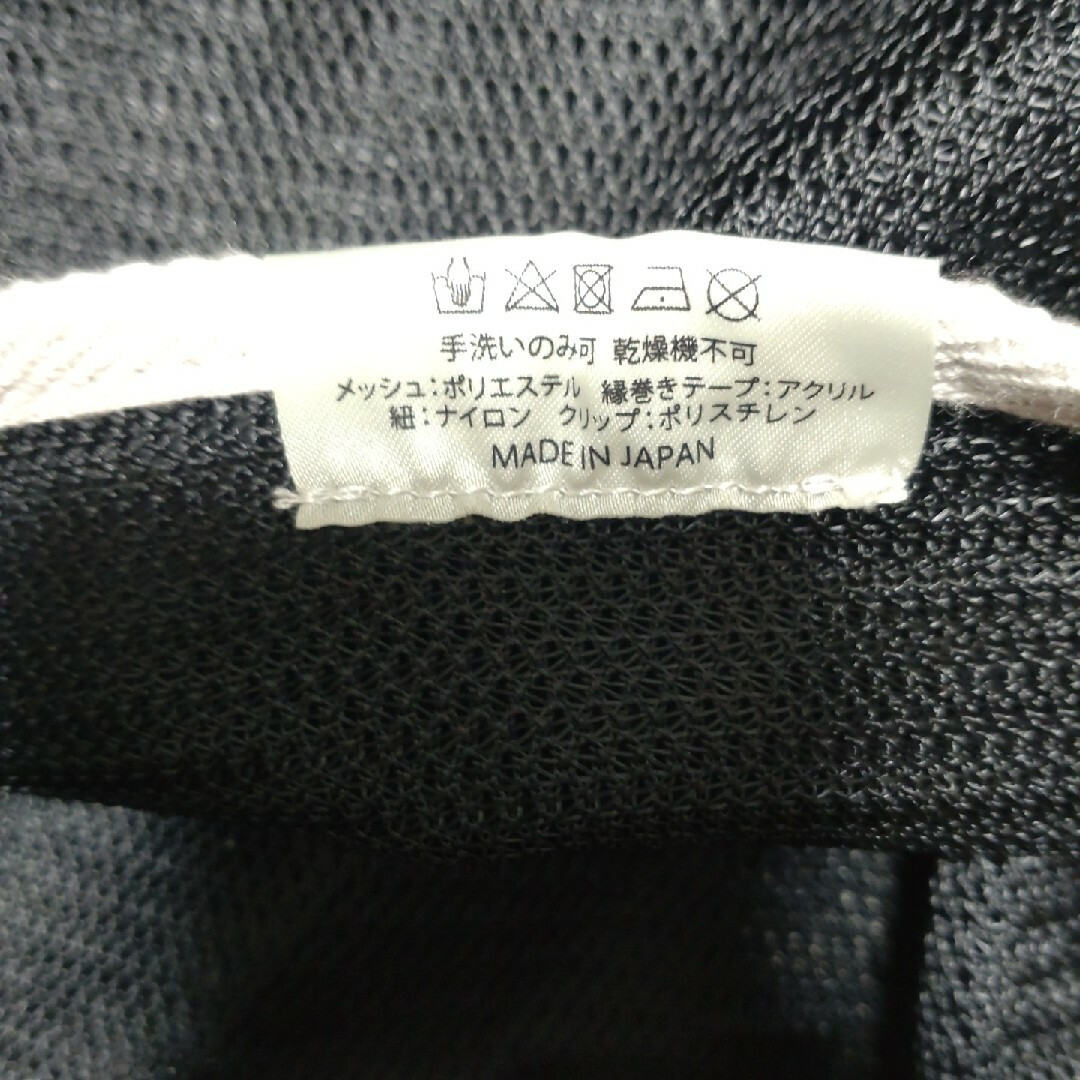 手洗いのみ可 乾燥機不可
メッシュ:ポリエステル 縁巻きテープ:アクリル
紐:ナイロン クリップ:ポリスチレン
MADE IN JAPAN